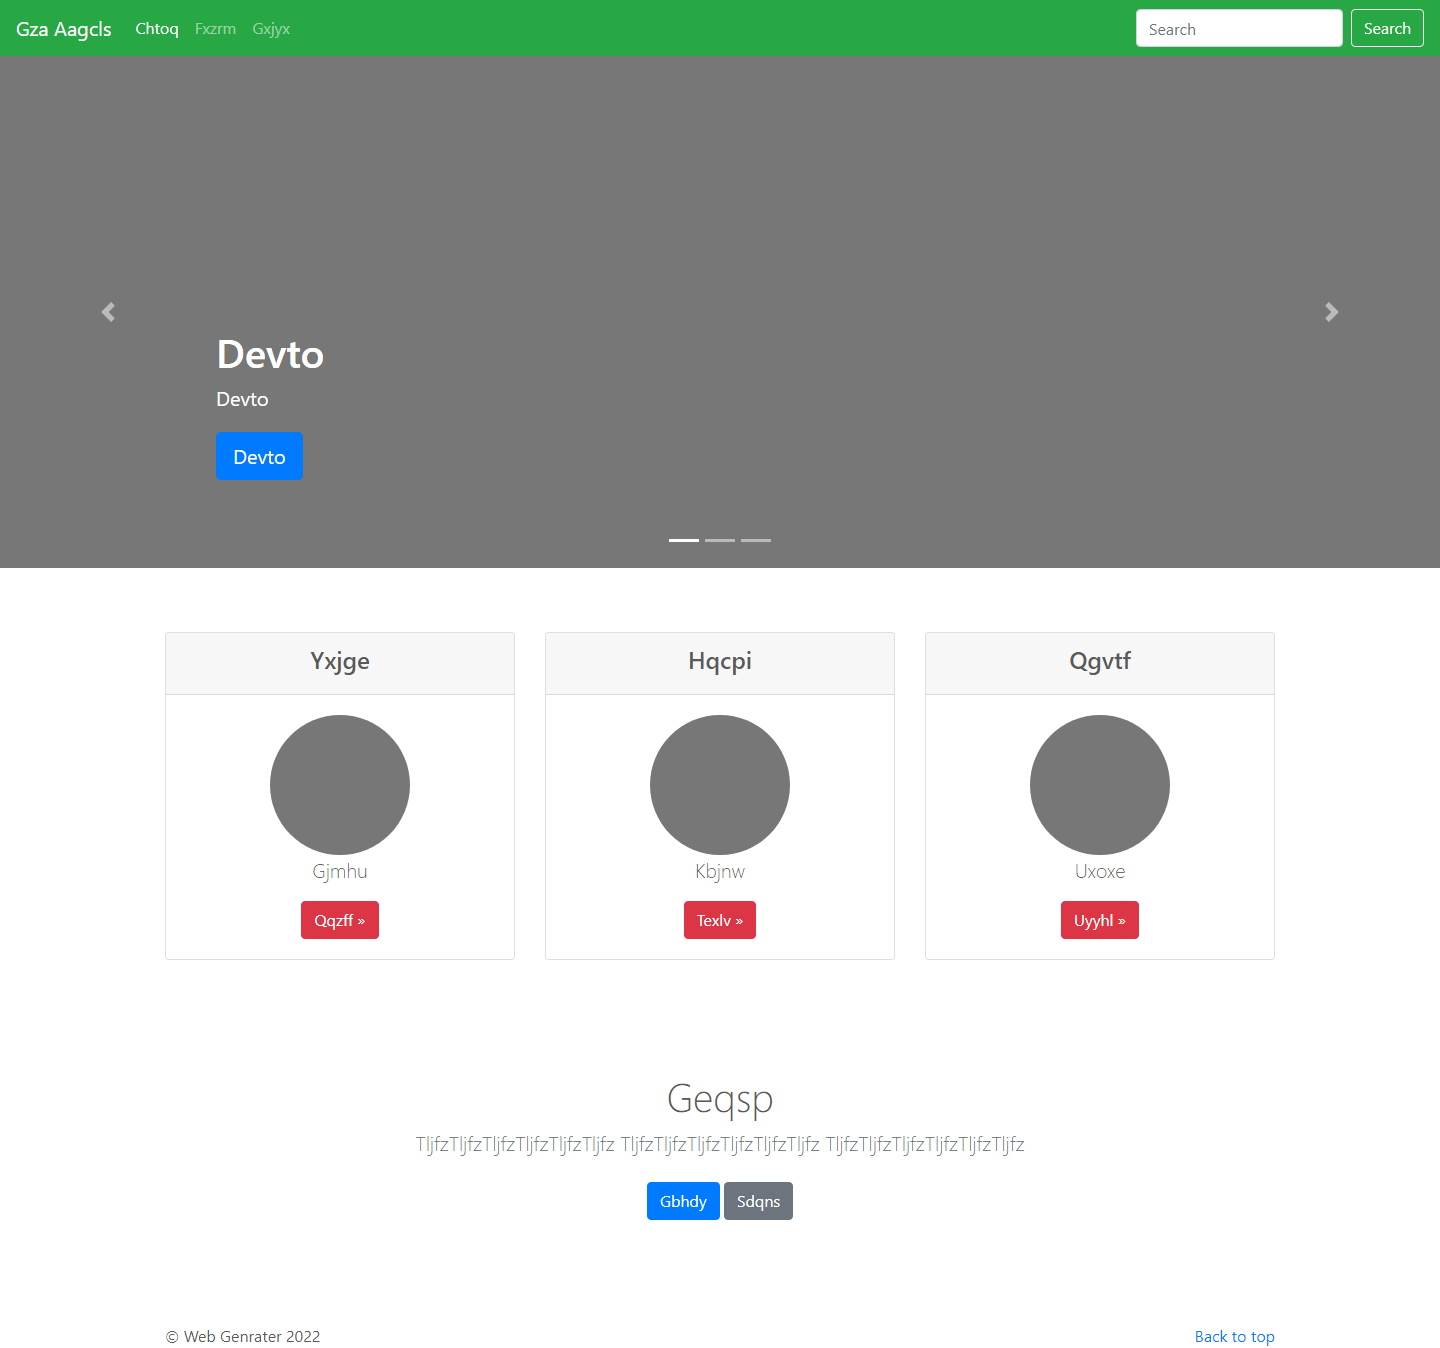 Gza Aagcls Chtoq Fxzrm Gxjyx Search Search
Devto
Devto
Devto
Yxjge Hqcpi Qgvtf
Gjmhu Kbjnw Uxoxe
Qqzff » Texlv » Uyyhl »
Geqsp
TljfzTljfzTljfzTljfzTljfzTljfz TljfzTljfzTljfzTljfzTljfzTljfz TljfzTljfzTljfzTljfzTljfzTljfz
Gbhdy Sdqns
© Web Genrater 2022 Back to top